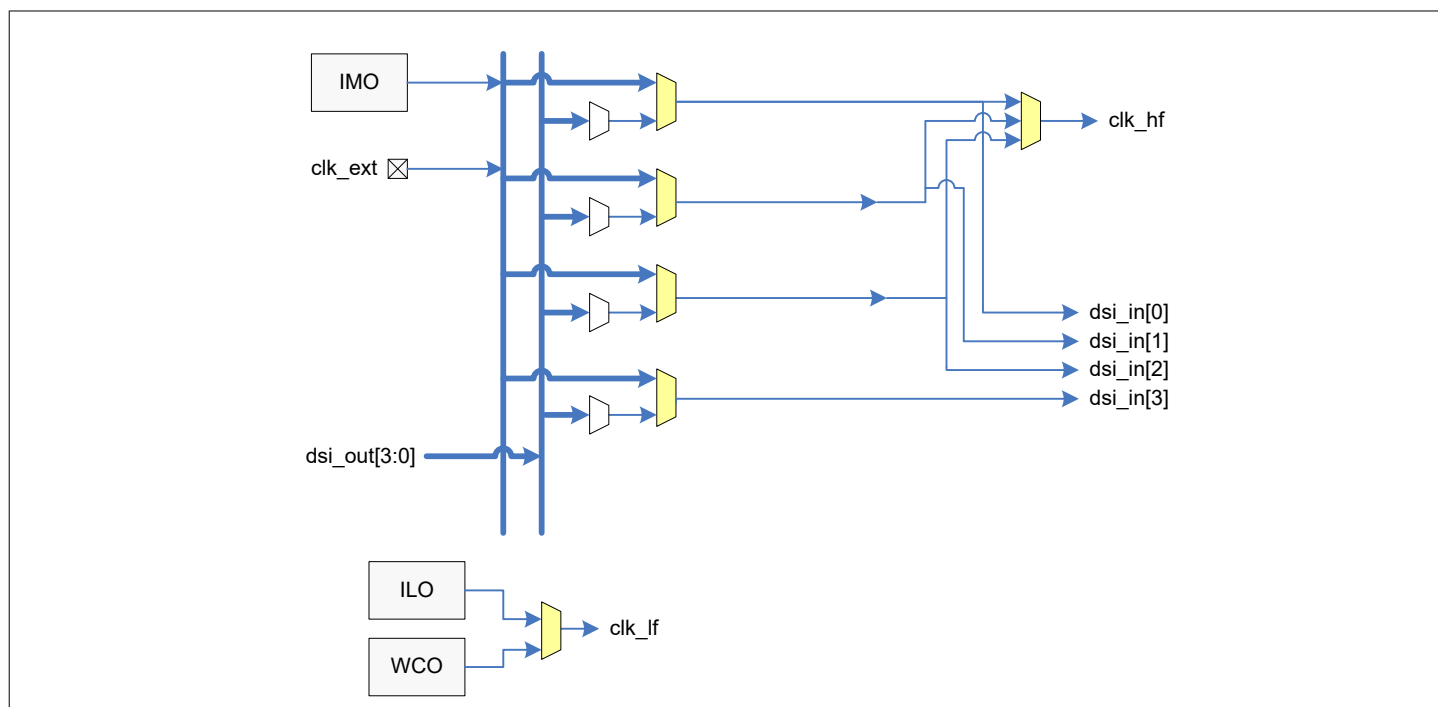 IMO
clk_hf
clk_ext
dsi_in[0]
dsi_in[1]
dsi_in[2]
dsi_in[3]
dsi_out[3:0]
ILO
clk_lf
WCO